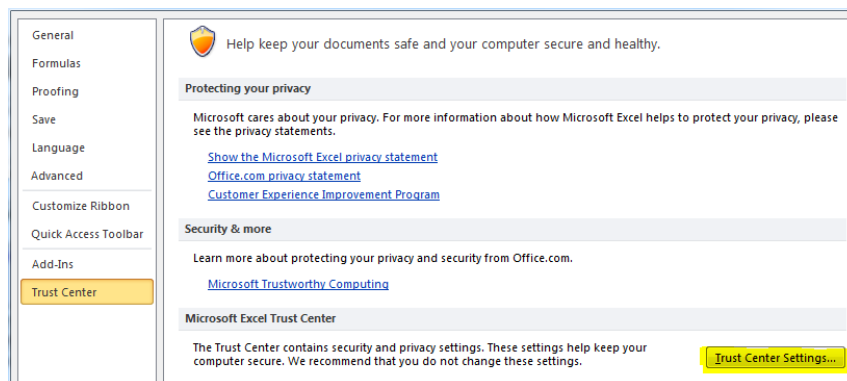 General
Formulas
Proofing
Save
Language
Advanced
Customize Ribbon
Quick Access Toolbar
Add-Ins
Trust Center
Help keep your documents safe and your computer secure and healthy.
Protecting your privacy
Microsoft cares about your privacy. For more information about how Microsoft Excel helps to protect your privacy, please
see the privacy statements.
Show the Microsoft Excel privacy statement
Office.com privacy statement
Customer Experience Improvement Program
Security & more
Learn more about protecting your privacy and security from Office.com.
Microsoft Trustworthy Computing
Microsoft Excel Trust Center
The Trust Center contains security and privacy settings. These settings help keep your
computer secure. We recommend that you do not change these settings.
Trust Center Settings...